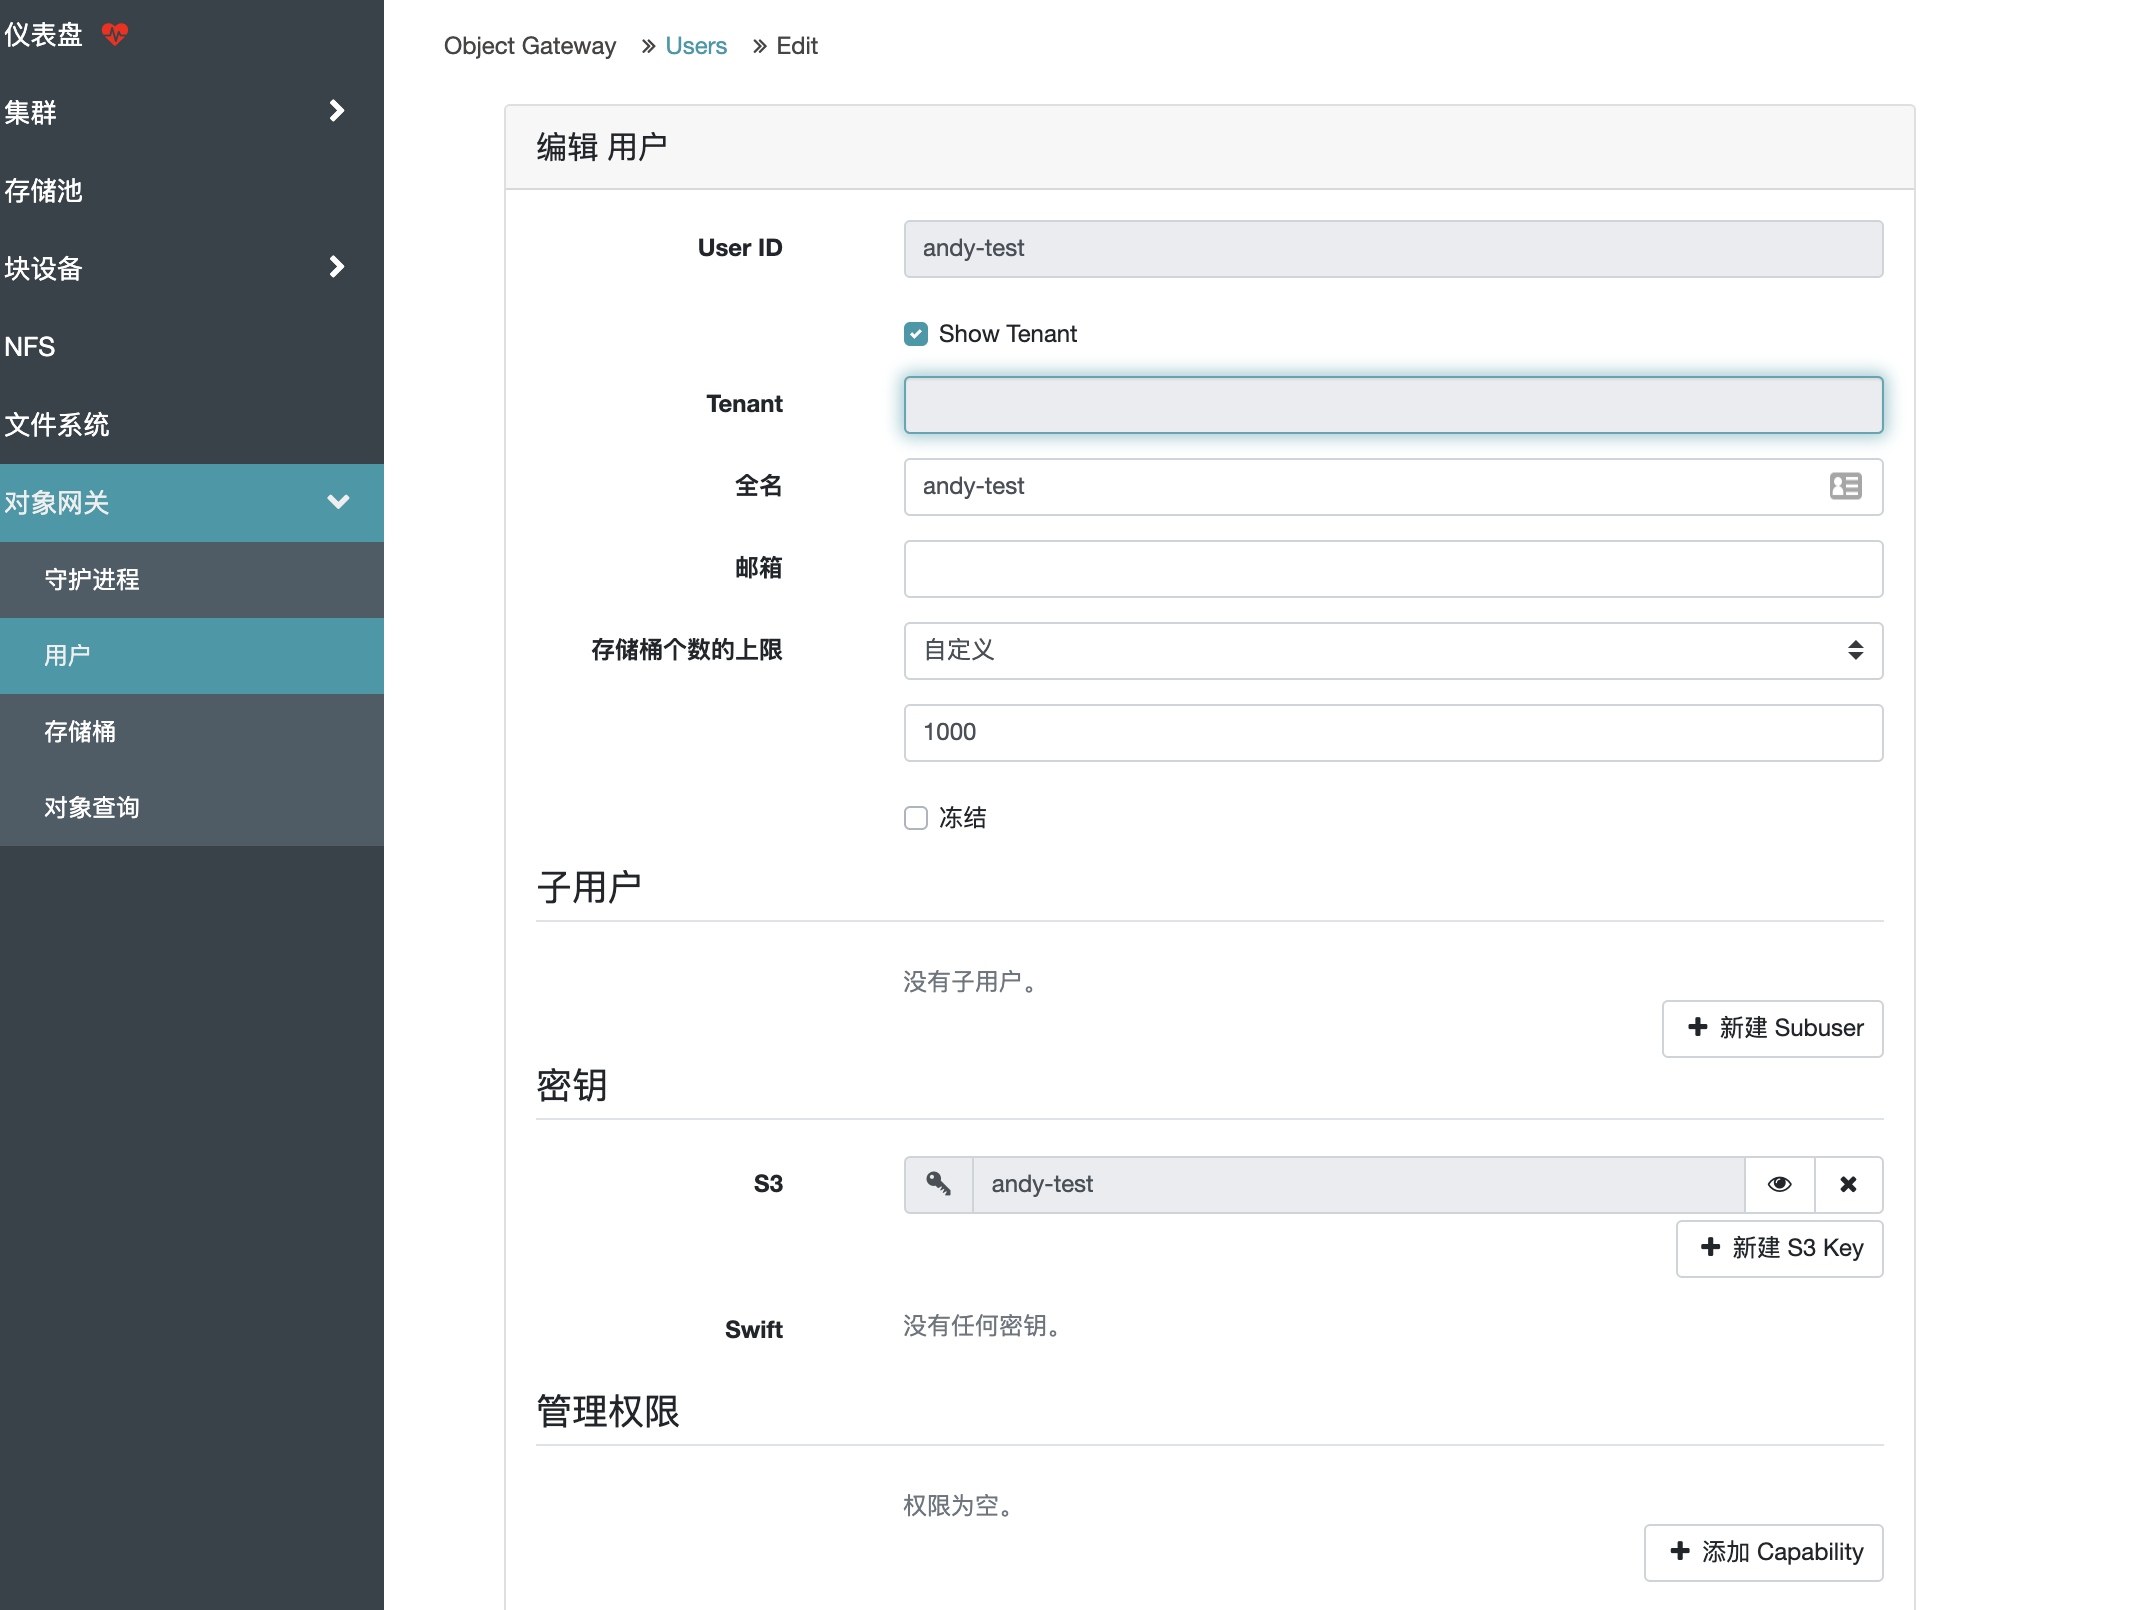 仪表盘
集群
存储池
块设备
NFS
文件系统
对象网关
守护进程
用户
存储桶
对象查询
Object Gateway » Users » Edit
编辑 用户
User ID
andy-test
Show Tenant
Tenant
全名
andy-test
邮箱
存储桶个数的上限
自定义
1000
冻结
子用户
没有子用户。
新建 Subuser
密钥
S3
andy-test
新建 S3 Key
Swift
没有任何密钥。
管理权限
权限为空。
添加 Capability